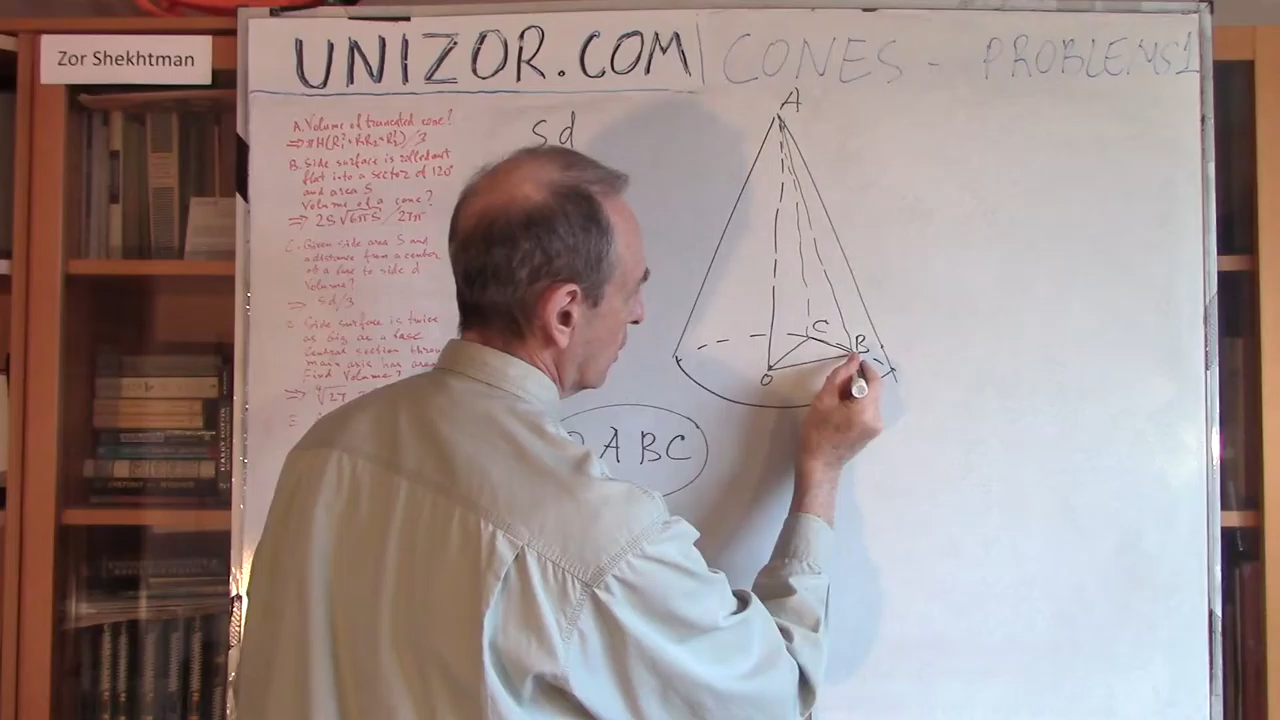 Zor Shekhtman
UNIZOR.COM | CONES - PROBLEMS 1
A. Volume of truncated cone?
⇒ πH(R₁²+R₁R₂+R₂²)/3
B. Side surface is rolled out
flat into a sector of 120°
and area S
Volume of a cone?
⇒ 2S√6πS / 27π
C. Given side area S and
a distance from a center
of a base to side d
Volume?
⇒ Sd/3
Side surface is twice
as big as a base
Central section through
main axis has area
Find Volume?
⇒ ∜27
E
S d
A
C
B
O
ABC